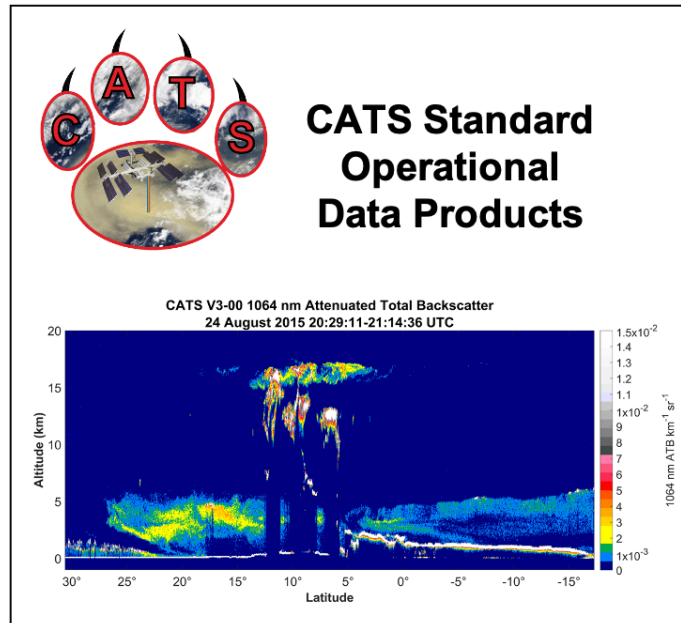 C A T S
CATS Standard
Operational
Data Products
CATS V3-00 1064 nm Attenuated Total Backscatter
24 August 2015 20:29:11-21:14:36 UTC
20
15
10
5
0
Altitude (km)
30° 25° 20° 15° 10° 5° 0° -5° -10° -15°
Latitude
1.5x10⁻²
1.4
1.3
1.2
1.1
1x10⁻²
9
8
7
6
5
4
3
2
1x10⁻³
0
1064 nm ATB km⁻¹ sr⁻¹